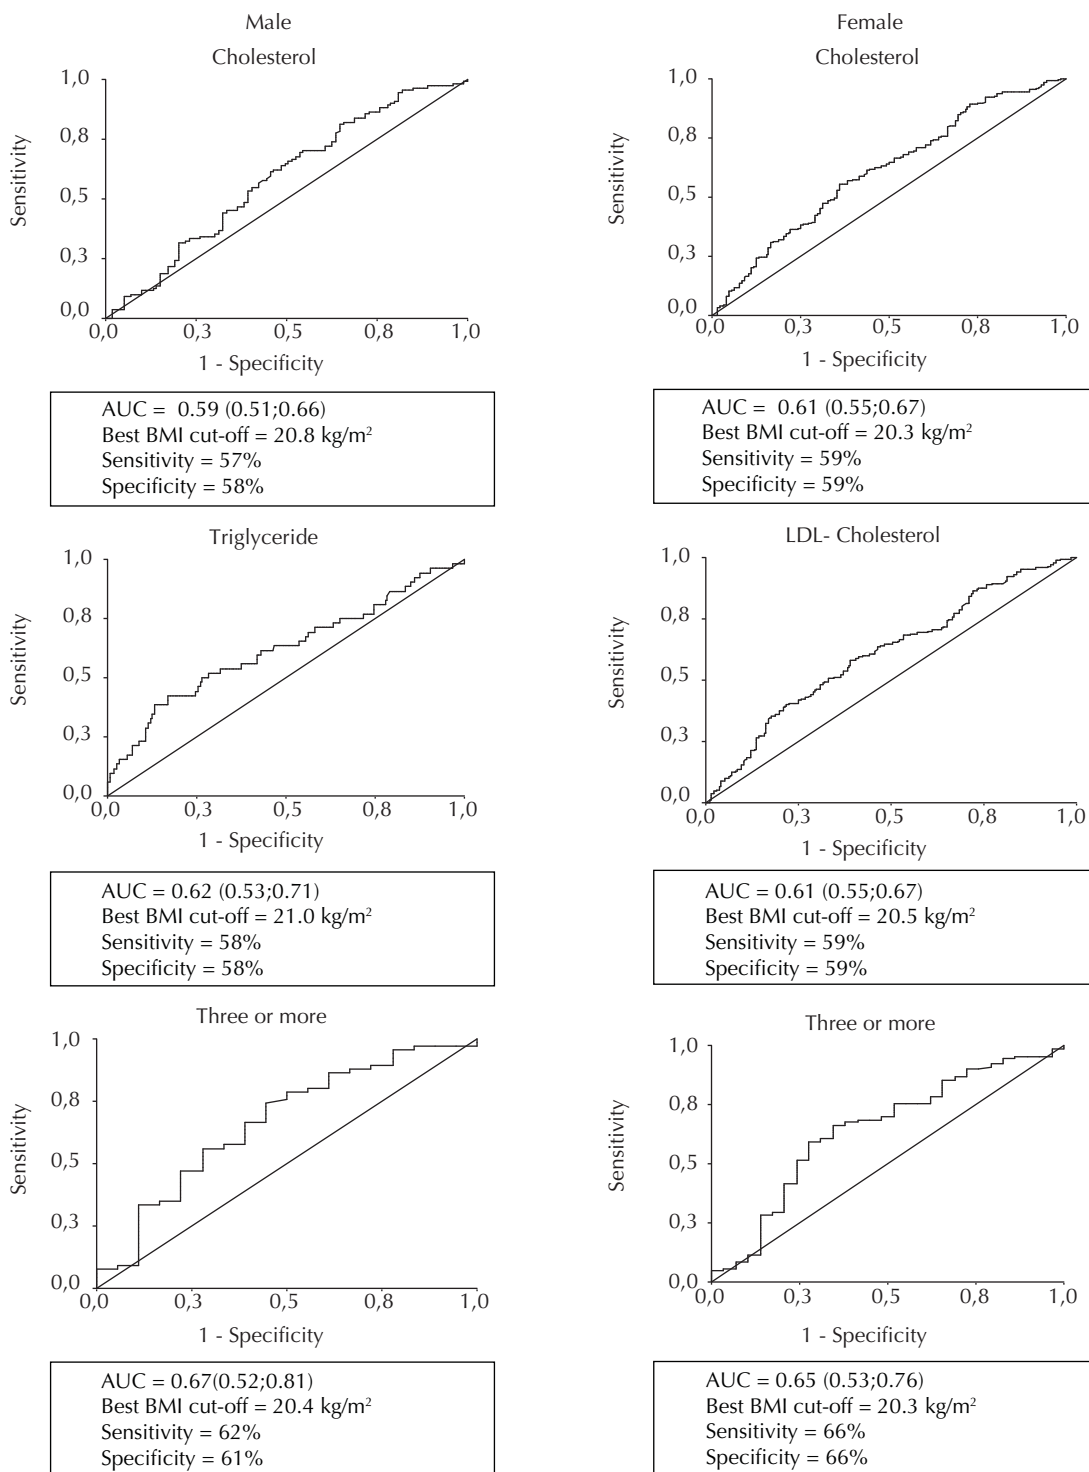 Male
Cholesterol
Sensitivity
1,0
0,8
0,5
0,3
0,0
0,0 0,3 0,5 0,8 1,0
1 - Specificity
AUC = 0.59 (0.51;0.66)
Best BMI cut-off = 20.8 kg/m²
Sensitivity = 57%
Specificity = 58%
Female
Cholesterol
Sensitivity
1,0
0,8
0,5
0,3
0,0
0,0 0,3 0,5 0,8 1,0
1 - Specificity
AUC = 0.61 (0.55;0.67)
Best BMI cut-off = 20.3 kg/m²
Sensitivity = 59%
Specificity = 59%
Triglyceride
Sensitivity
1,0
0,8
0,5
0,3
0,0
0,0 0,3 0,5 0,8 1,0
1 - Specificity
AUC = 0.62 (0.53;0.71)
Best BMI cut-off = 21.0 kg/m²
Sensitivity = 58%
Specificity = 58%
LDL- Cholesterol
Sensitivity
1,0
0,8
0,5
0,3
0,0
0,0 0,3 0,5 0,8 1,0
1 - Specificity
AUC = 0.61 (0.55;0.67)
Best BMI cut-off = 20.5 kg/m²
Sensitivity = 59%
Specificity = 59%
Three or more
Sensitivity
1,0
0,8
0,5
0,3
0,0
0,0 0,3 0,5 0,8 1,0
1 - Specificity
AUC = 0.67(0.52;0.81)
Best BMI cut-off = 20.4 kg/m²
Sensitivity = 62%
Specificity = 61%
Three or more
Sensitivity
1,0
0,8
0,5
0,3
0,0
0,0 0,3 0,5 0,8 1,0
1 - Specificity
AUC = 0.65 (0.53;0.76)
Best BMI cut-off = 20.3 kg/m²
Sensitivity = 66%
Specificity = 66%